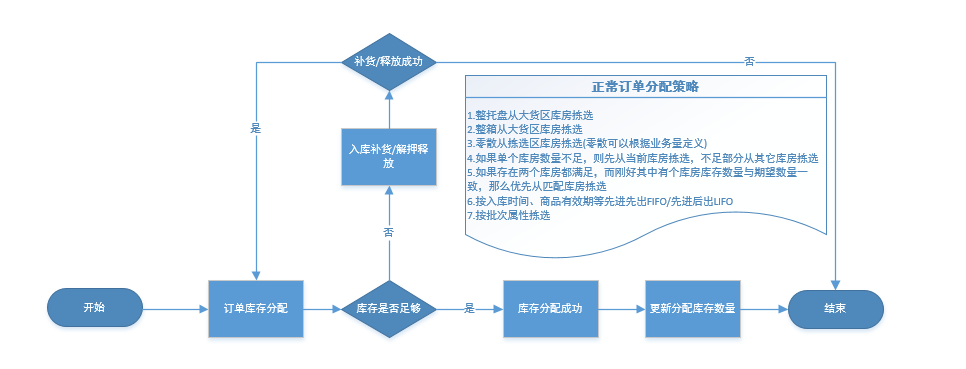 补货/释放成功
否
正常订单分配策略
1.整托盘从大货区库房拣选
2.整箱从大货区库房拣选
3.零散从拣选区库房拣选(零散可以根据业务量定义)
4.如果单个库房数量不足，则先从当前库房拣选，不足部分从其它库房拣选
5.如果存在两个库房都满足，而刚好其中有个库房库存数量与期望数量一
致，那么优先从匹配库房拣选
6.按入库时间、商品有效期等先进先出FIFO/先进后出LIFO
7.按批次属性拣选
是
入库补货/解押释
放
否
开始
订单库存分配
库存是否足够
是
库存分配成功
更新分配库存数量
结束